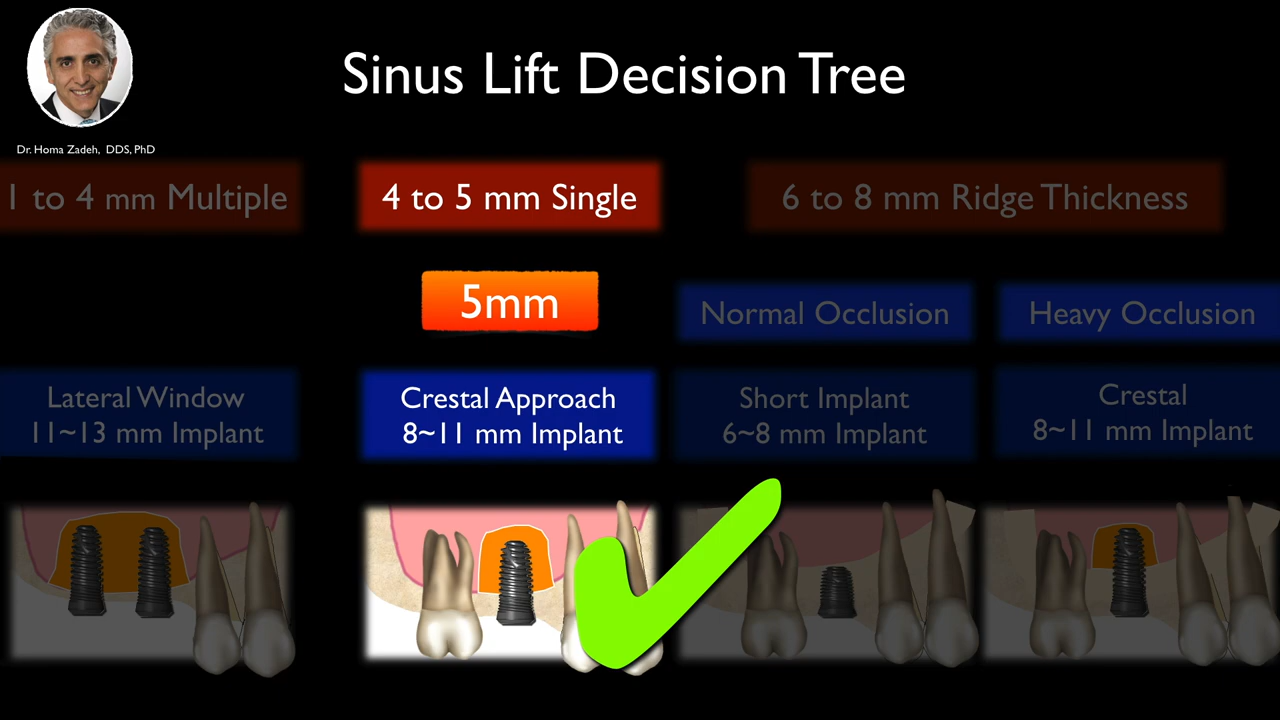 Sinus Lift Decision Tree
Dr. Homa Zadeh, DDS, PhD
1 to 4 mm Multiple
4 to 5 mm Single
6 to 8 mm Ridge Thickness
5mm
Normal Occlusion
Heavy Occlusion
Lateral Window
11~13 mm Implant
Crestal Approach
8~11 mm Implant
Short Implant
6~8 mm Implant
Crestal
8~11 mm Implant